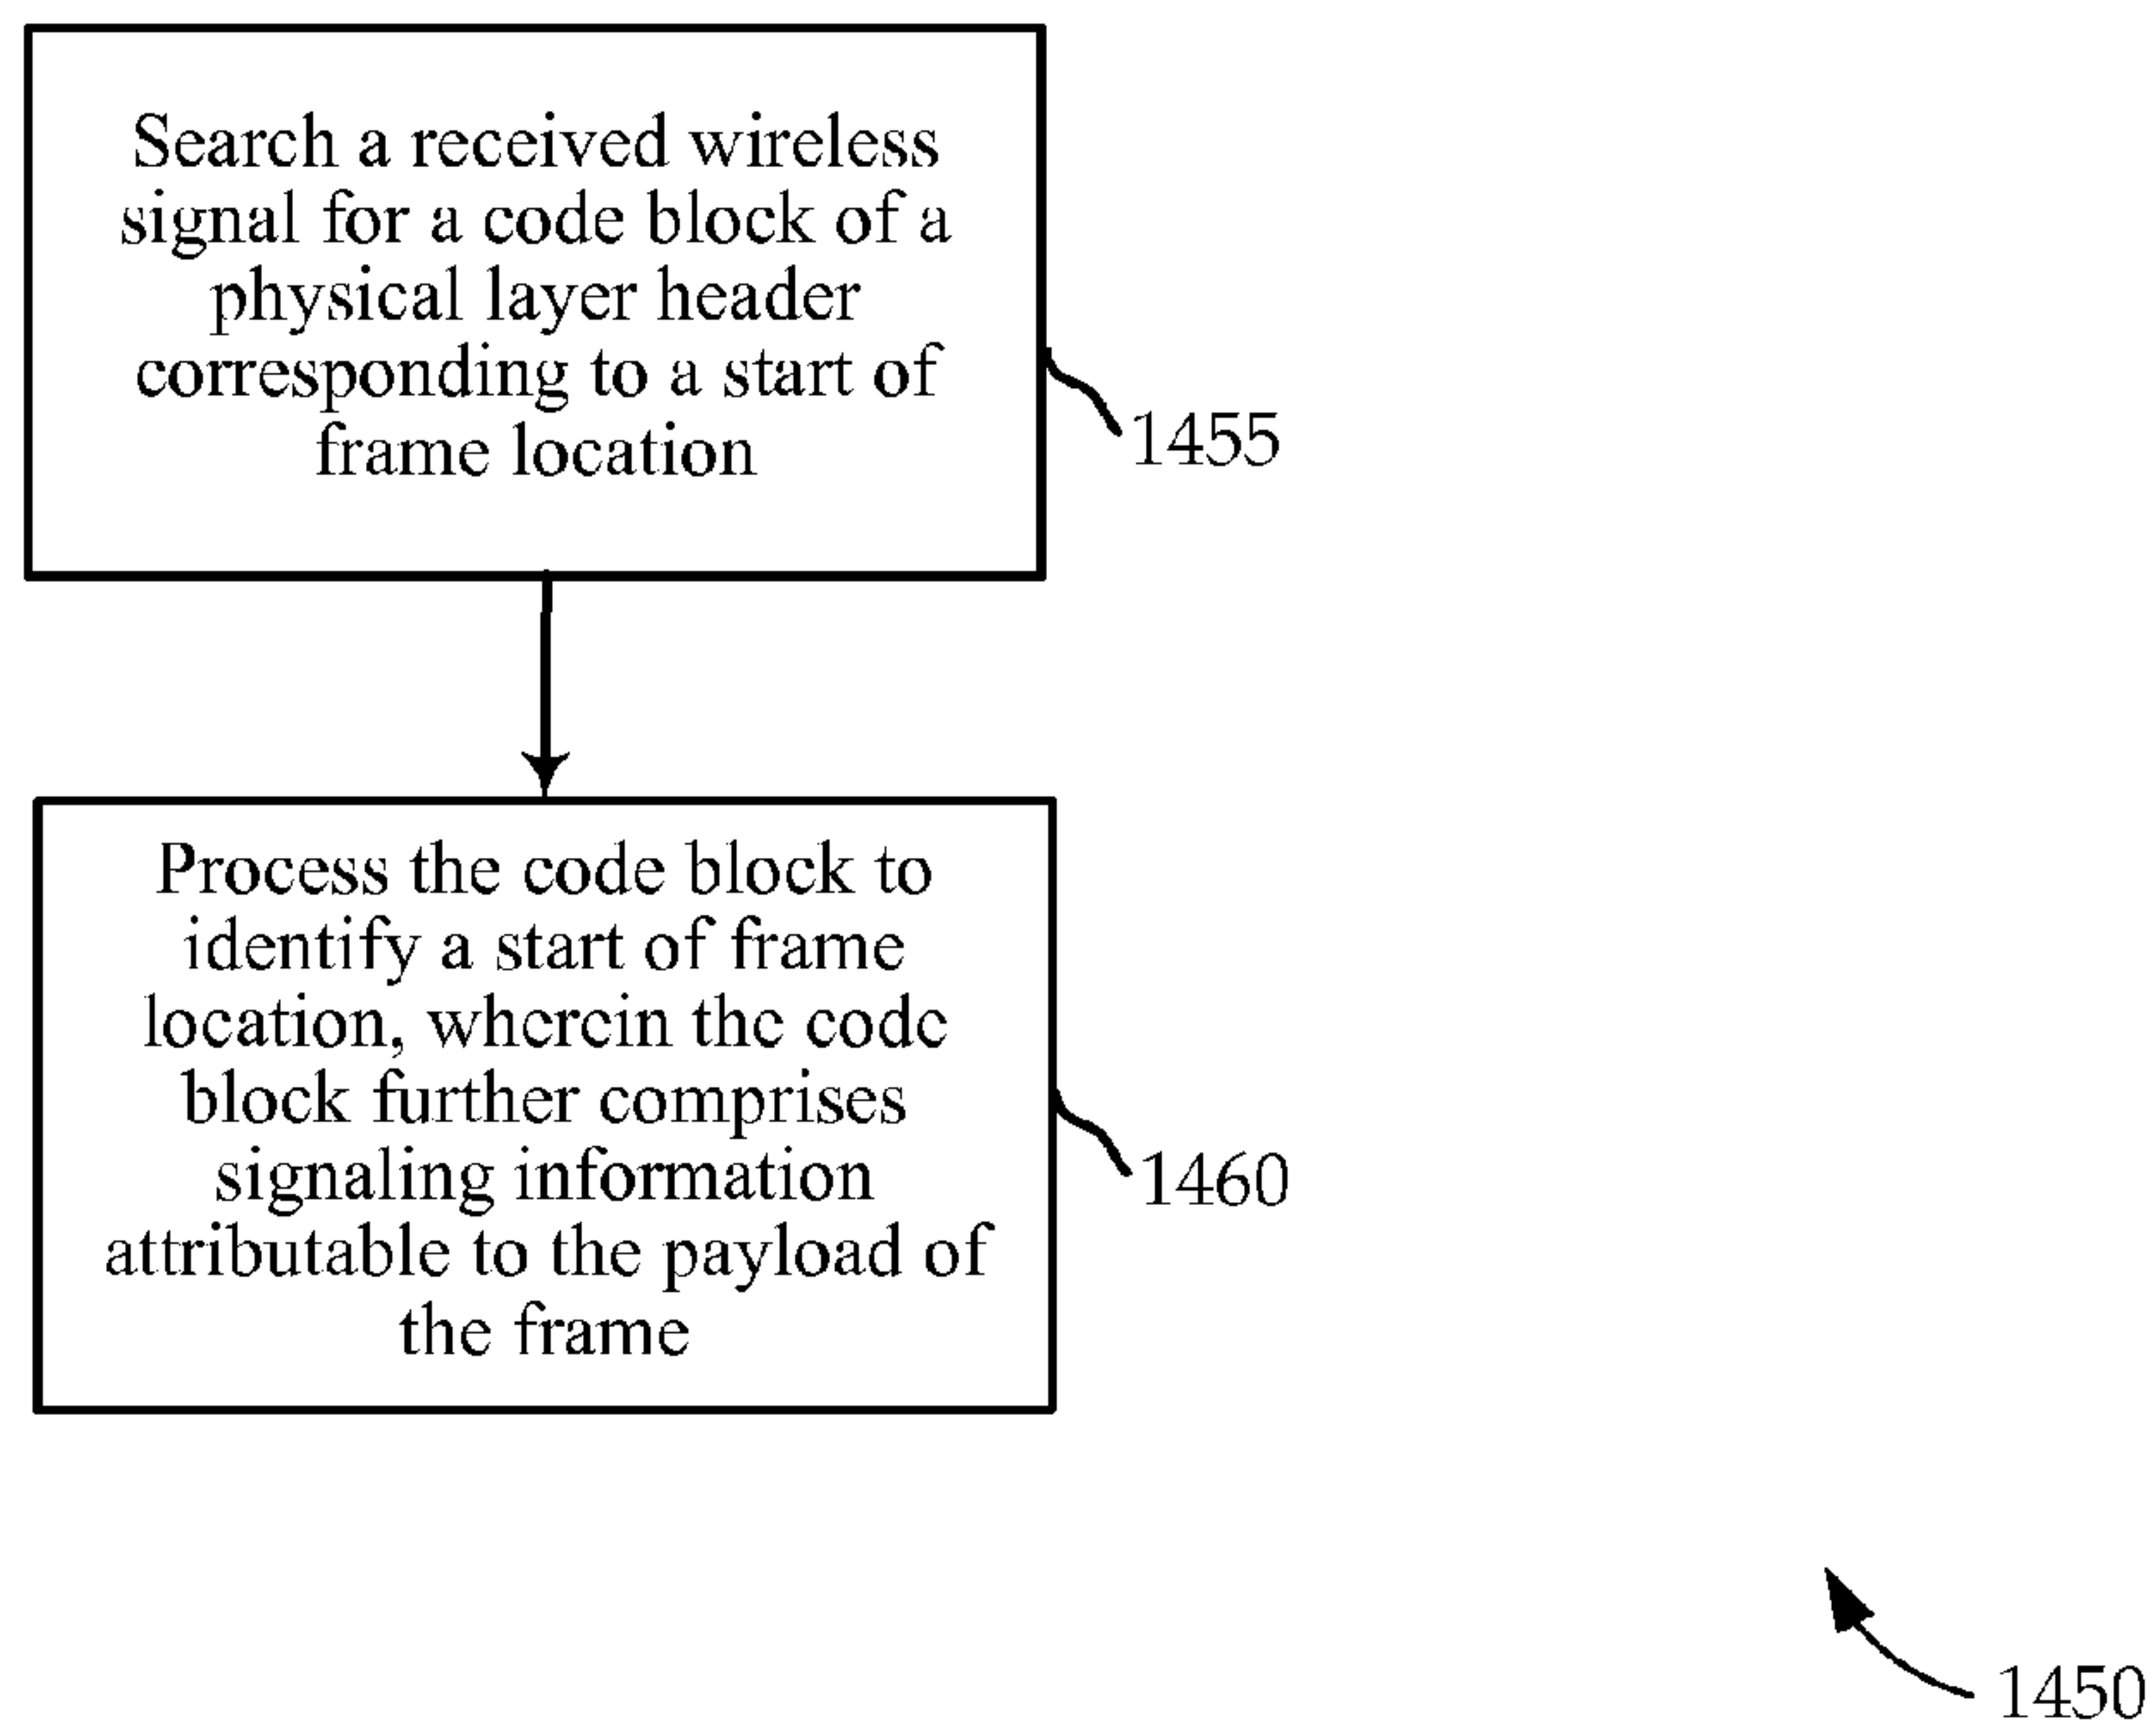 Search a received wireless
signal for a code block of a
physical layer header
corresponding to a start of
frame location
1455
Process the code block to
identify a start of frame
location, wherein the code
block further comprises
signaling information
attributable to the payload of
the frame
1460
1450